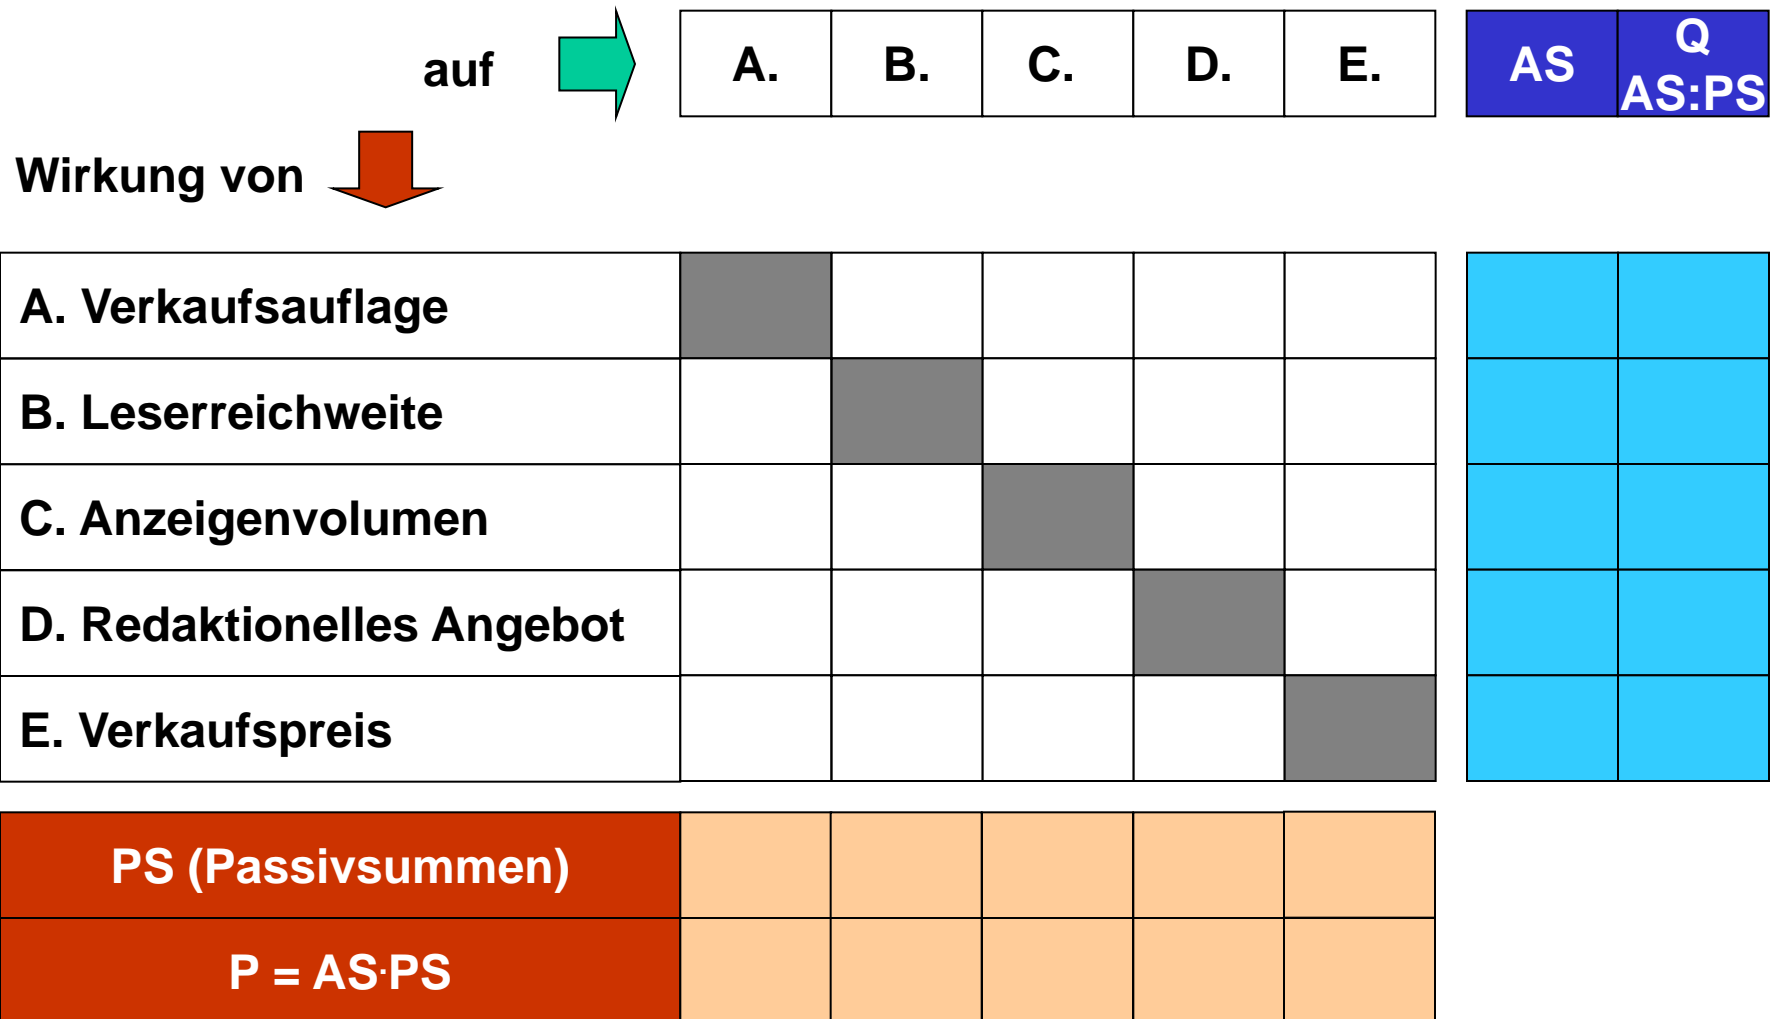 auf
A. B. C. D. E.
AS
Q
AS:PS
Wirkung von
A. Verkaufsauflage
B. Leserreichweite
C. Anzeigenvolumen
D. Redaktionelles Angebot
E. Verkaufspreis
PS (Passivsummen)
P = AS·PS